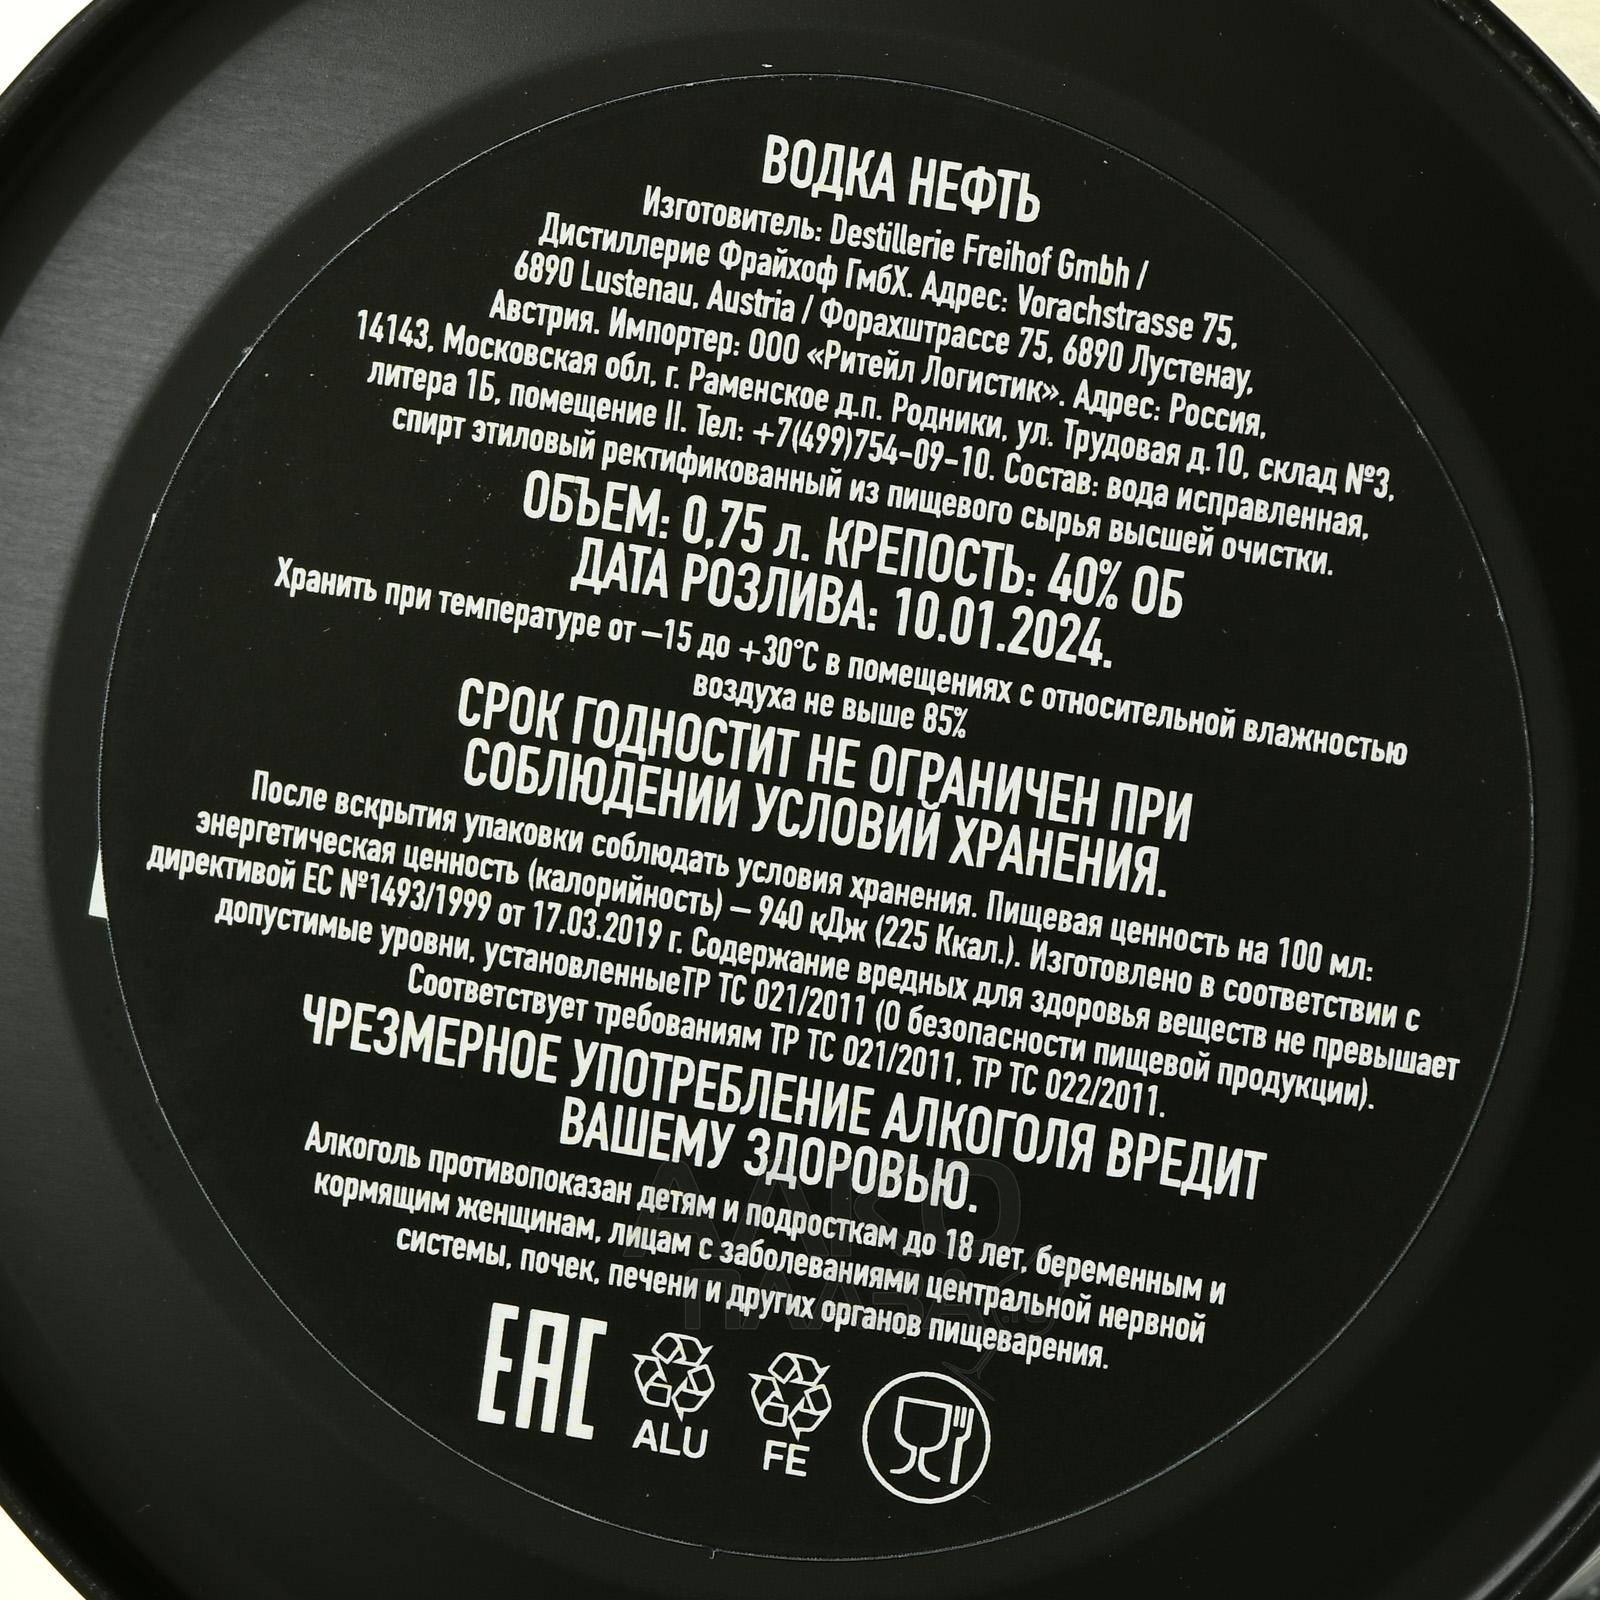 ВОДКА НЕФТЬ
Изготовитель: Destillerie Freihof Gmbh /
Дистиллерие Фрайхоф ГмбХ. Адрес: Vorachstrasse 75,
6890 Lustenau, Austria / Форахштрассе 75, 6890 Лустенау,
Австрия. Импортер: ООО «Ритейл Логистик». Адрес: Россия,
14143, Московская обл, г. Раменское д.п. Родники, ул. Трудовая д.10, склад №3,
литера 1Б, помещение II. Тел: +7(499)754-09-10. Состав: вода исправленная,
спирт этиловый ректификованный из пищевого сырья высшей очистки.
ОБЪЕМ: 0,75 л. КРЕПОСТЬ: 40% ОБ
ДАТА РОЗЛИВА: 10.01.2024.
Хранить при температуре от –15 до +30°С в помещениях с относительной влажностью
воздуха не выше 85%
СРОК ГОДНОСТИТ НЕ ОГРАНИЧЕН ПРИ
СОБЛЮДЕНИИ УСЛОВИЙ ХРАНЕНИЯ.
После вскрытия упаковки соблюдать условия хранения. Пищевая ценность на 100 мл:
энергетическая ценность (калорийность) – 940 кДж (225 Ккал.). Изготовлено в соответствии с
директивой ЕС №1493/1999 от 17.03.2019 г. Содержание вредных для здоровья веществ не превышает
допустимые уровни, установленныеТР ТС 021/2011 (О безопасности пищевой продукции).
Соответствует требованиям ТР ТС 021/2011, ТР ТС 022/2011.
ЧРЕЗМЕРНОЕ УПОТРЕБЛЕНИЕ АЛКОГОЛЯ ВРЕДИТ
ВАШЕМУ ЗДОРОВЬЮ.
Алкоголь противопоказан детям и подросткам до 18 лет, беременным и
кормящим женщинам, лицам с заболеваниями центральной нервной
системы, почек, печени и других органов пищеварения.
ЕАС
ALU
FE
АЛКО
ПЛАЗА.ru